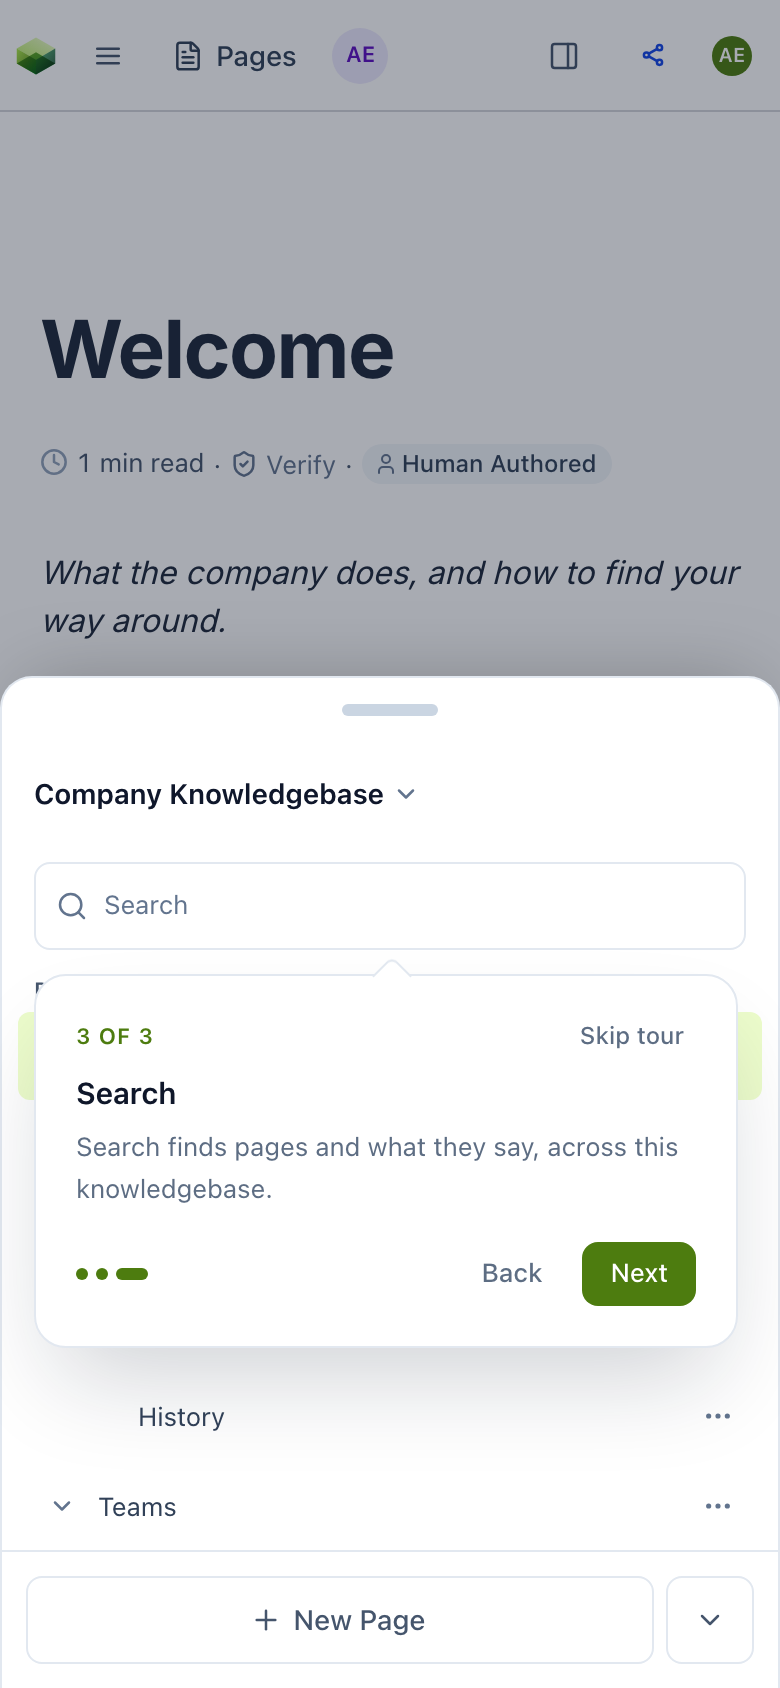 Pages
AE
AE
Welcome
1 min read · Verify · Human Authored
What the company does, and how to find your
way around.
Company Knowledgebase
Search
3 OF 3
Skip tour
Search
Search finds pages and what they say, across this
knowledgebase.
Back
Next
History
Teams
New Page